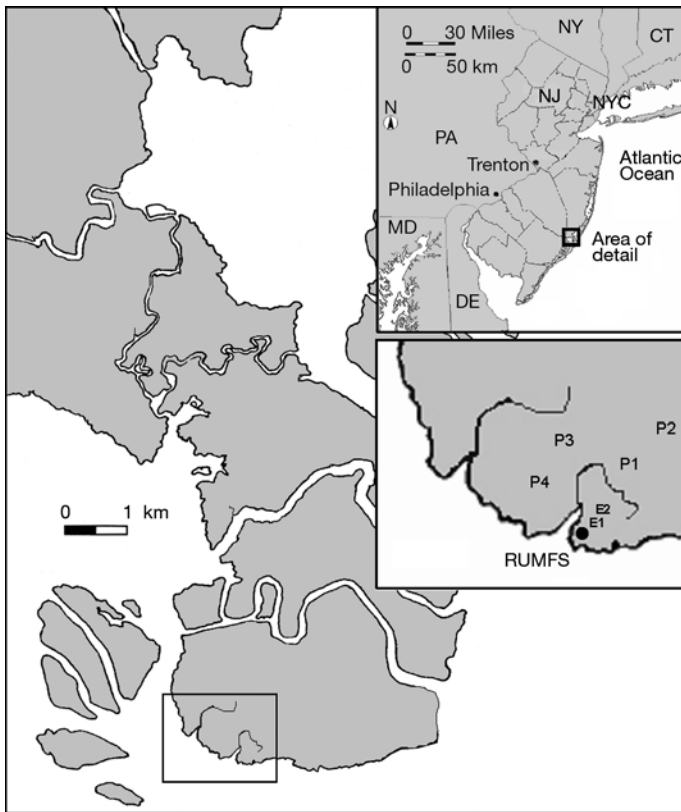 0 30 Miles
0 50 km
NY
CT
N
NJ
NYC
PA
Trenton
Atlantic
Ocean
Philadelphia
MD
Area of
detail
DE
P2
P3
P1
P4
E2
E1
RUMFS
0 1 km